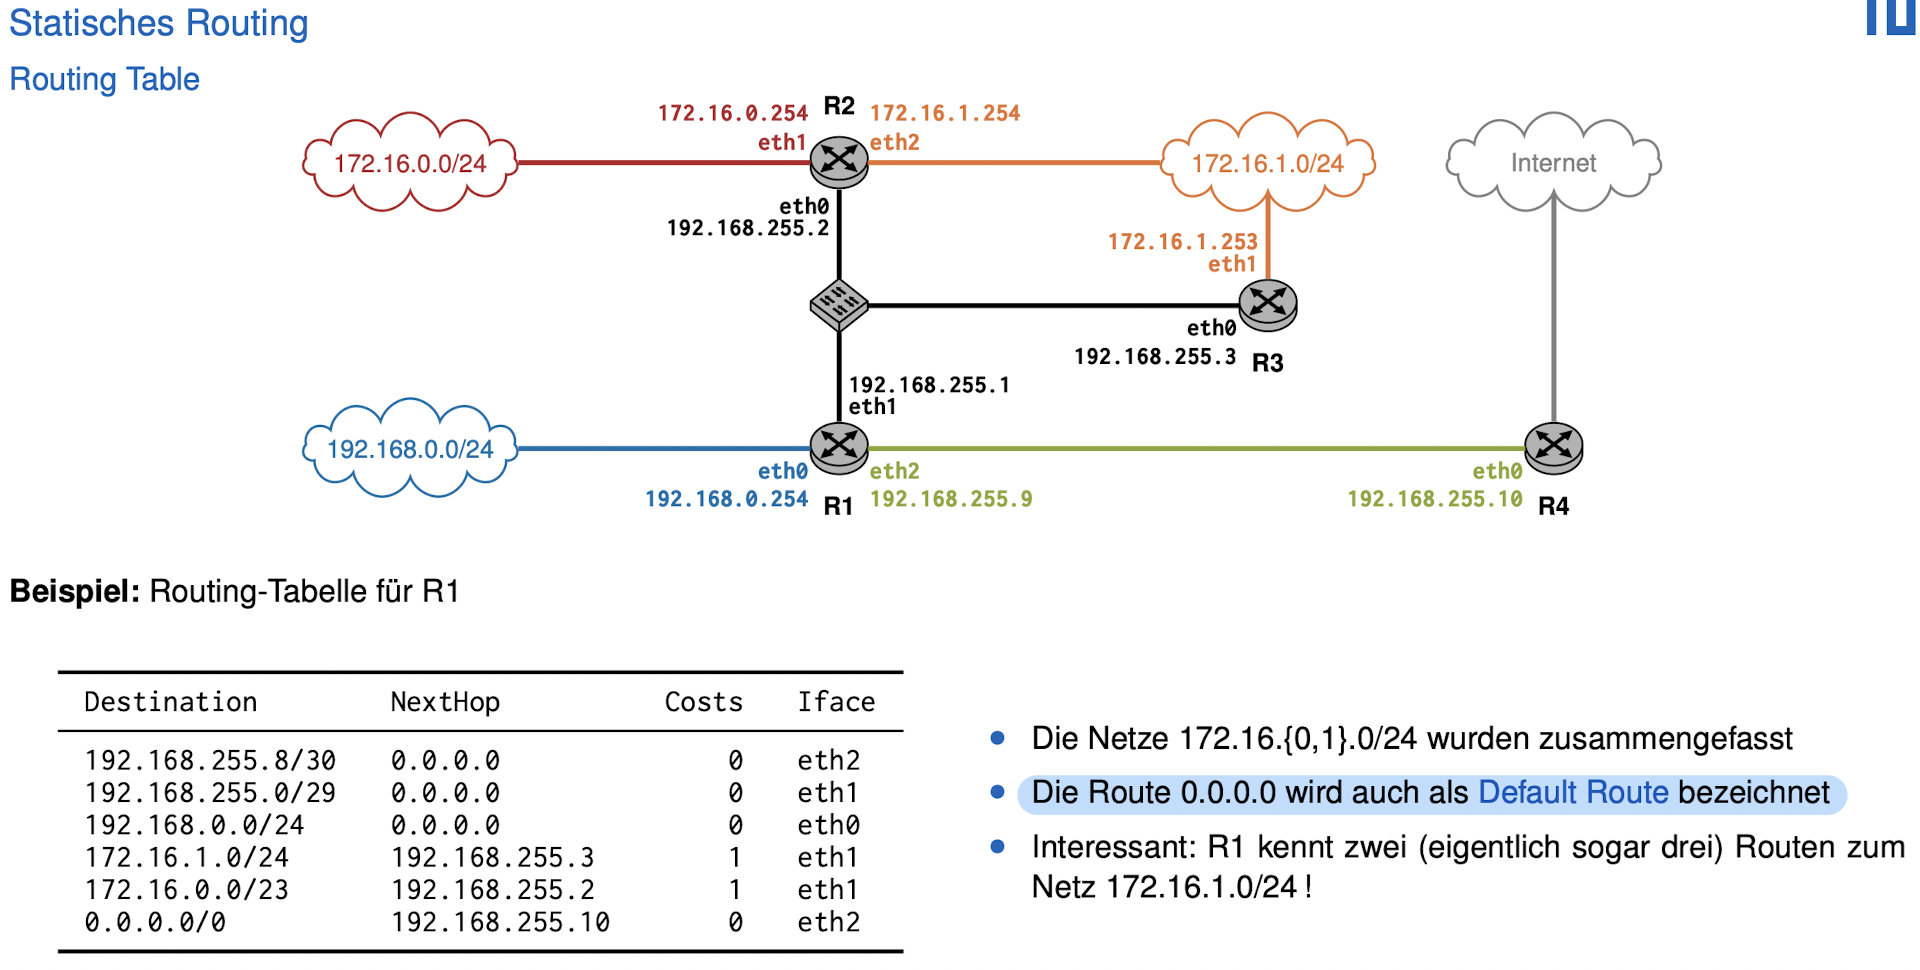 Statisches Routing
Routing Table
172.16.0.254 R2 172.16.1.254
eth1 eth2
172.16.0.0/24 172.16.1.0/24 Internet
eth0
192.168.255.2
172.16.1.253
eth1
eth0
192.168.255.3 R3
192.168.255.1
eth1
192.168.0.0/24
eth0 eth2 eth0
192.168.0.254 R1 192.168.255.9 192.168.255.10 R4
Beispiel: Routing-Tabelle für R1
Destination NextHop Costs Iface
192.168.255.8/30 0.0.0.0 0 eth2
192.168.255.0/29 0.0.0.0 0 eth1
192.168.0.0/24 0.0.0.0 0 eth0
172.16.1.0/24 192.168.255.3 1 eth1
172.16.0.0/23 192.168.255.2 1 eth1
0.0.0.0/0 192.168.255.10 0 eth2
• Die Netze 172.16.{0,1}.0/24 wurden zusammengefasst
• Die Route 0.0.0.0 wird auch als Default Route bezeichnet
• Interessant: R1 kennt zwei (eigentlich sogar drei) Routen zum
Netz 172.16.1.0/24 !